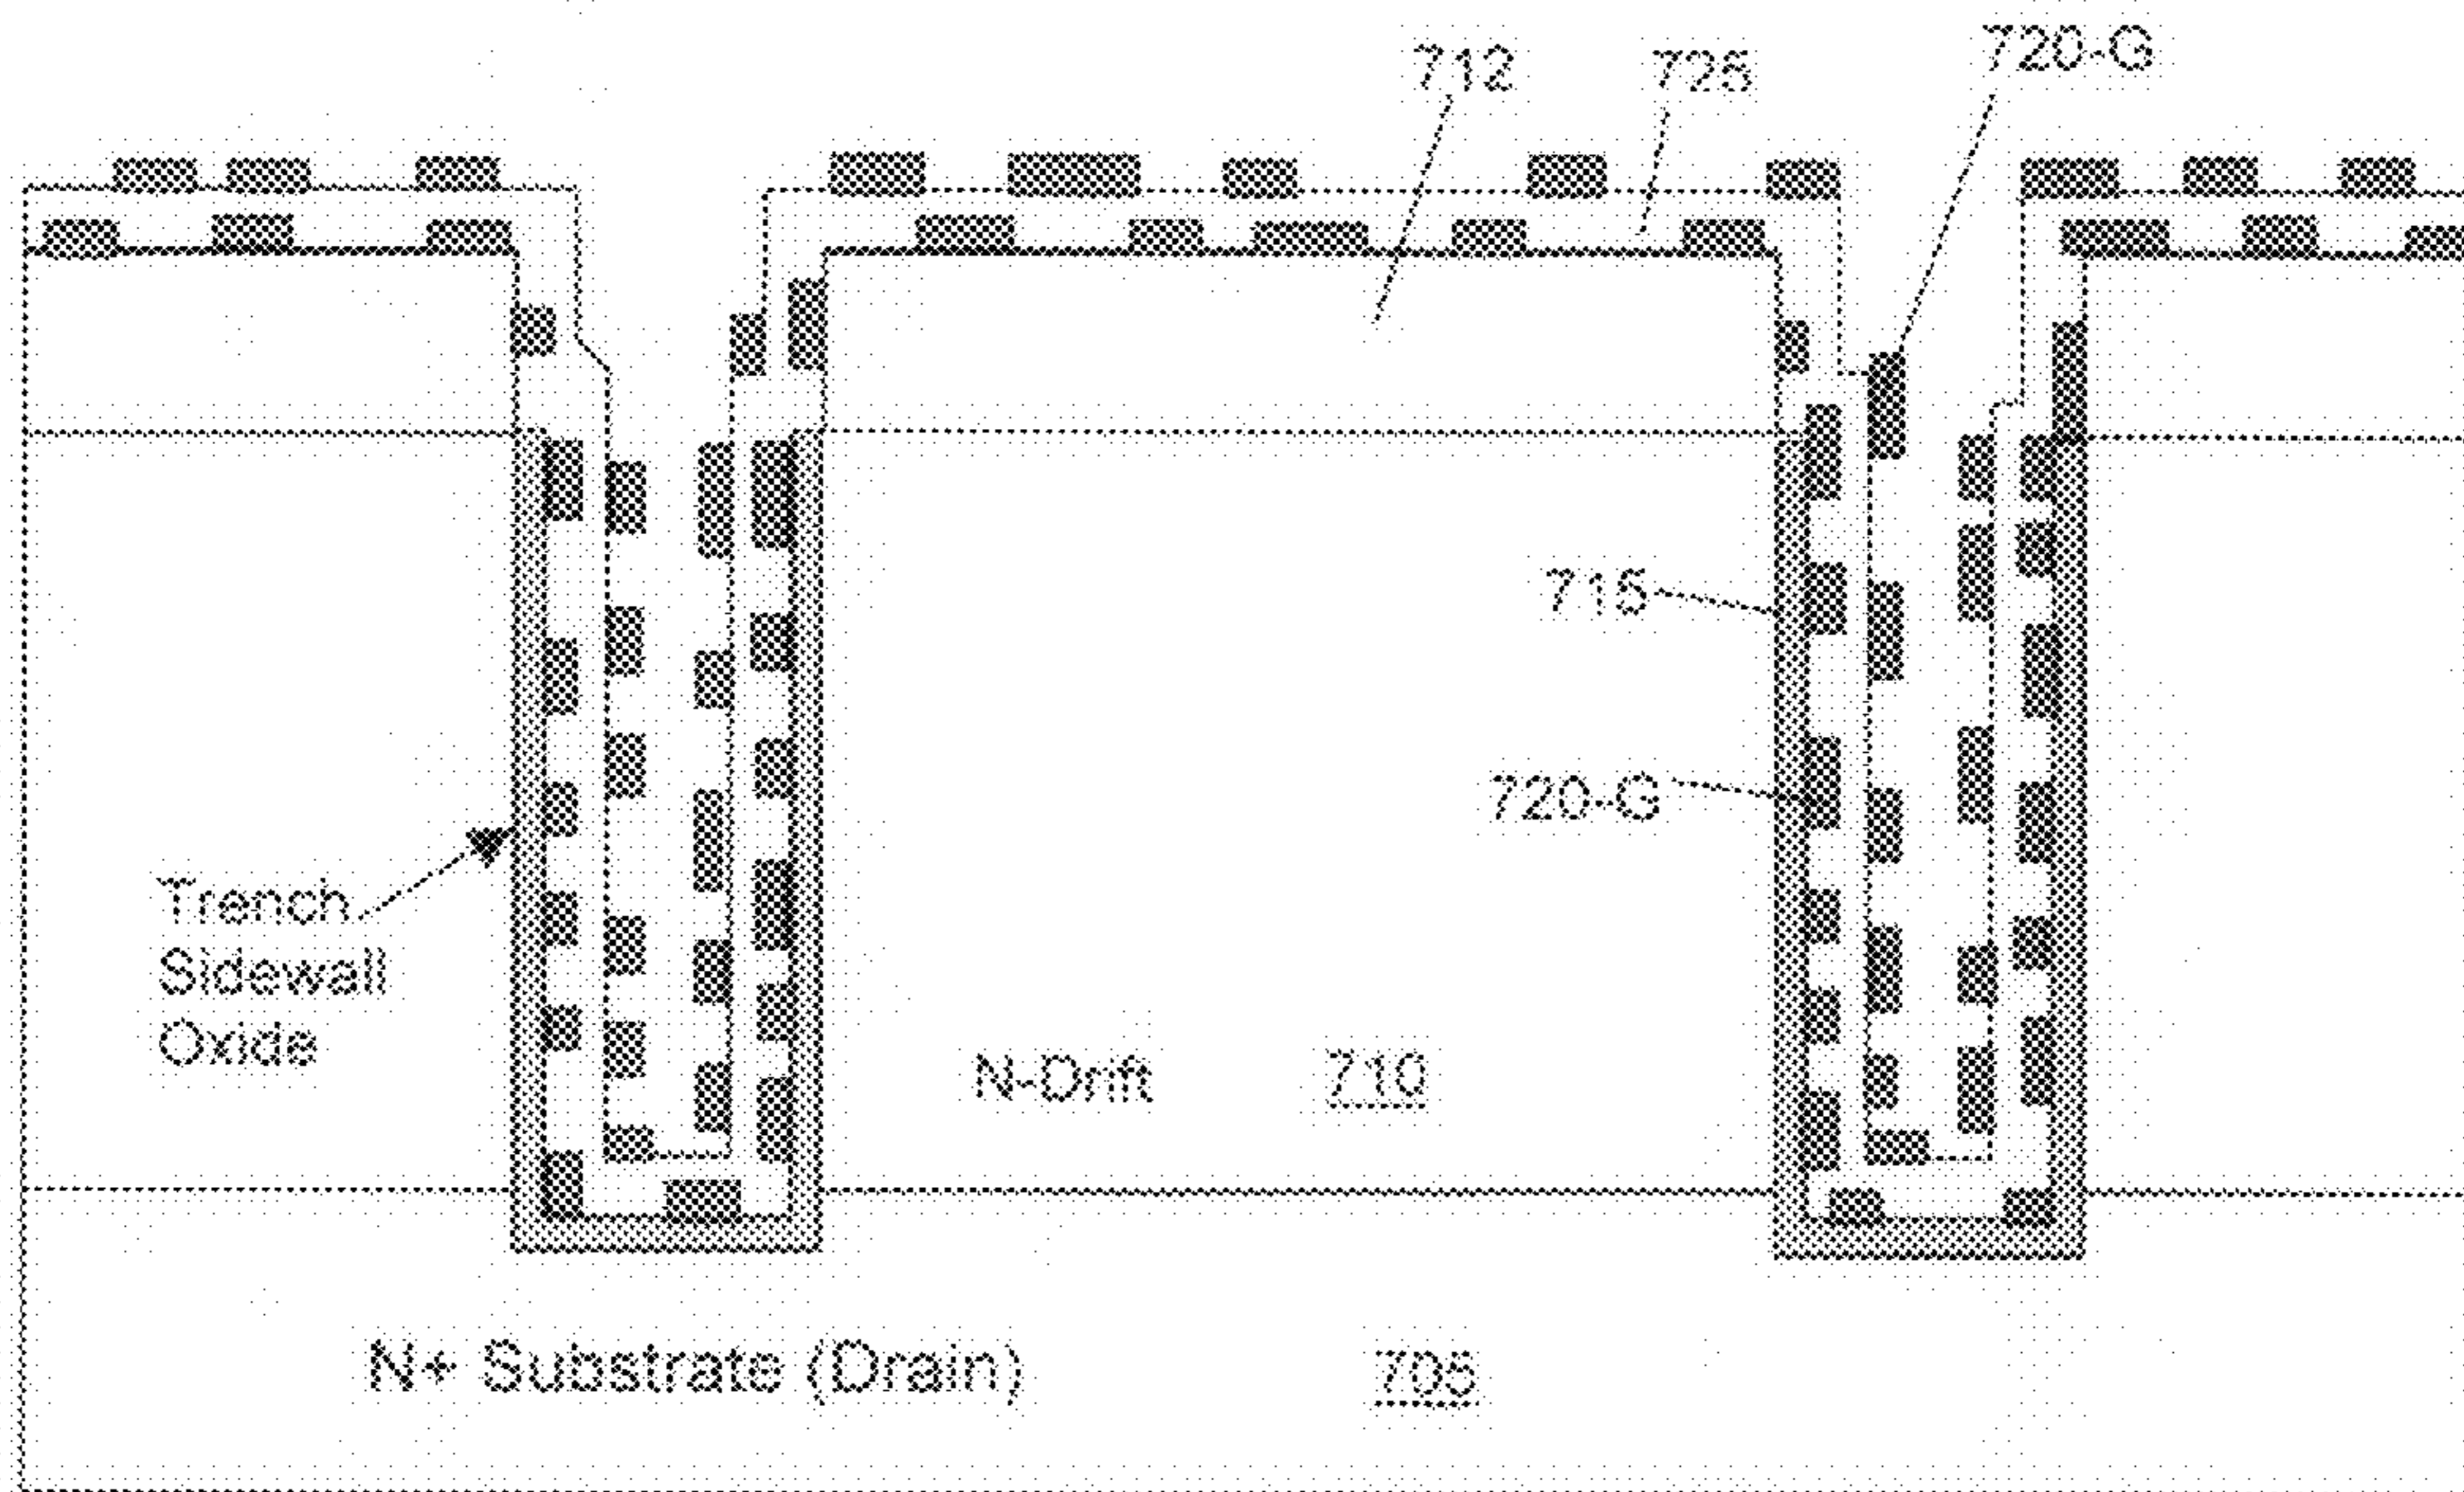 712
725
720-G
715
720-G
Trench
Sidewall
Oxide
N-Drift 710
N+ Substrate (Drain) 705